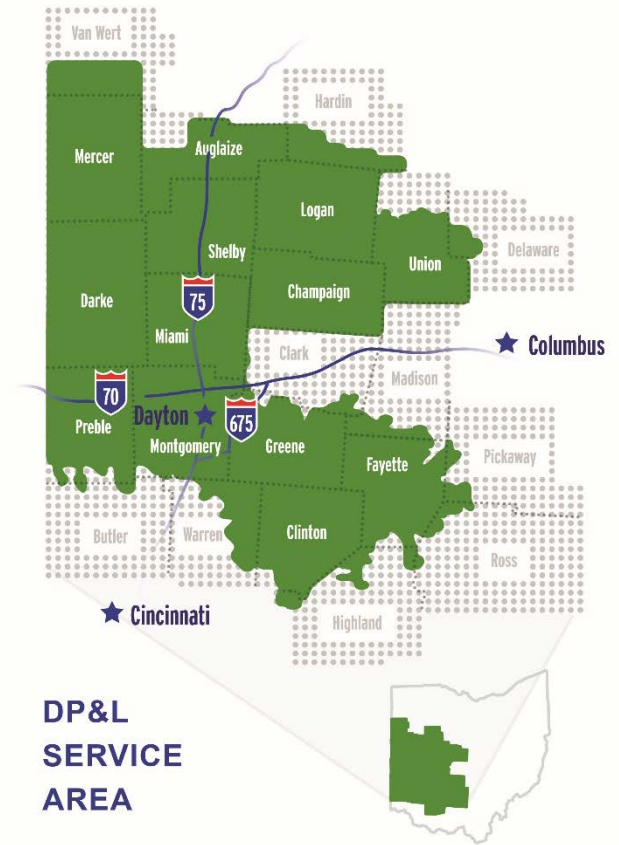 Van Wert
Hardin
Auglaize
Mercer
Logan
Shelby
Delaware
Union
Darke
Champaign
75
Miami
Columbus
Clark
Madison
70
Dayton
675
Preble
Montgomery
Greene
Pickaway
Fayette
Butler
Warren
Clinton
Ross
Cincinnati
Highland
DP&L
SERVICE
AREA